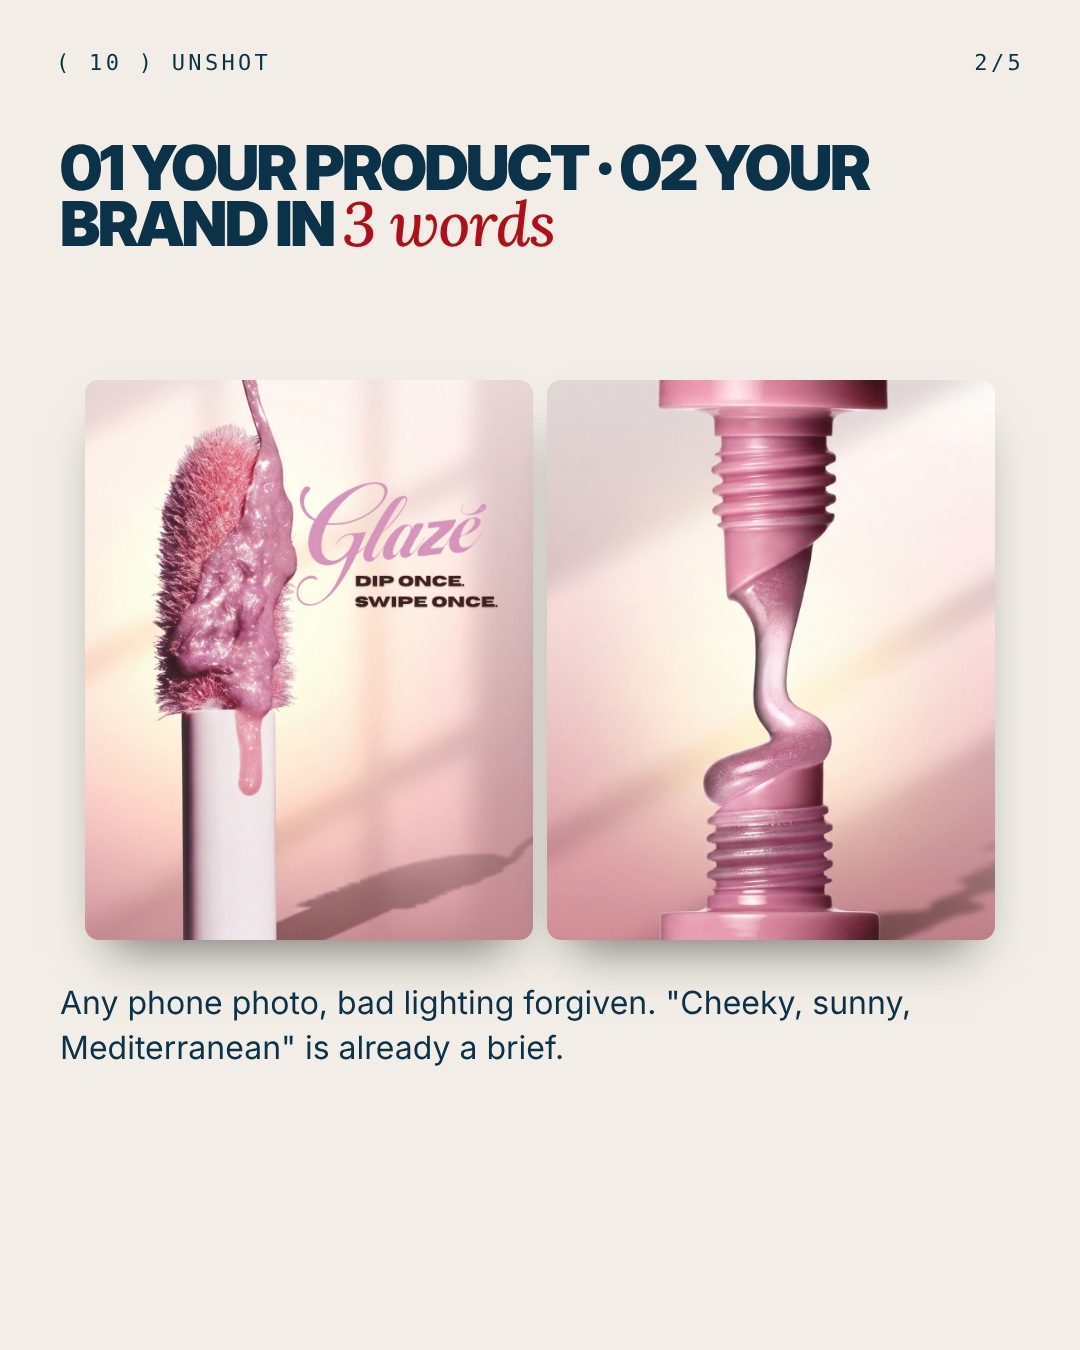 ( 10 ) UNSHOT
2/5
01 YOUR PRODUCT · 02 YOUR
BRAND IN 3 words
Glazé
DIP ONCE.
SWIPE ONCE.
Any phone photo, bad lighting forgiven. "Cheeky, sunny,
Mediterranean" is already a brief.